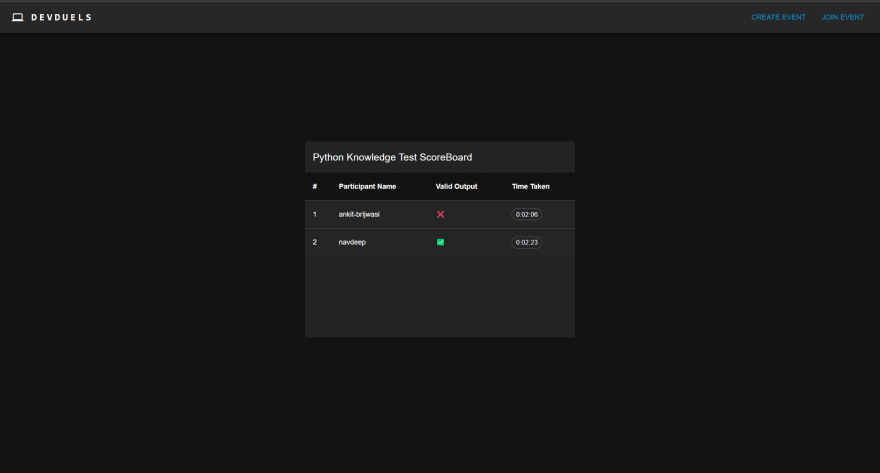 DEVDUELS CREATE EVENT JOIN EVENT
Python Knowledge Test ScoreBoard
# Participant Name Valid Output Time Taken
1 ankit-brijwasi 0:02:06
2 navdeep 0:02:23